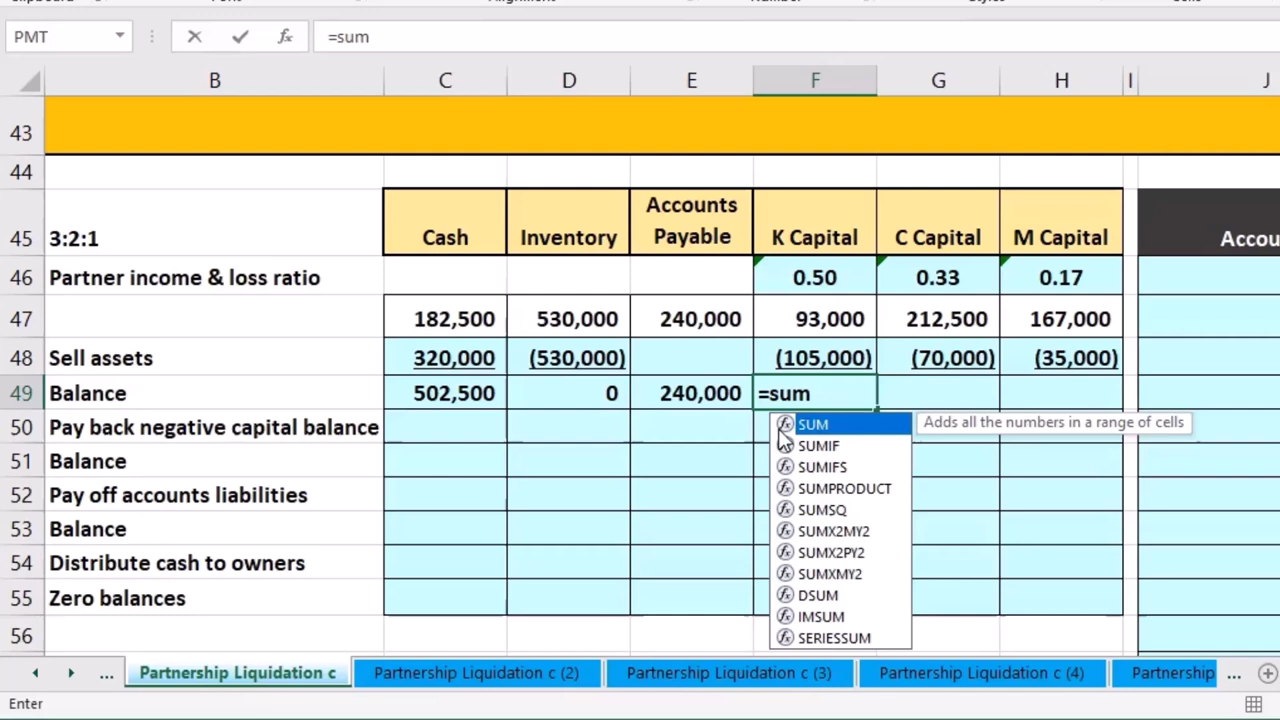 PMT =sum
B C D E F G H I J
43
44
45 3:2:1 Cash Inventory Accounts Payable K Capital C Capital M Capital Accou
46 Partner income & loss ratio 0.50 0.33 0.17
47 182,500 530,000 240,000 93,000 212,500 167,000
48 Sell assets 320,000 (530,000) (105,000) (70,000) (35,000)
49 Balance 502,500 0 240,000 =sum
50 Pay back negative capital balance
51 Balance
52 Pay off accounts liabilities
53 Balance
54 Distribute cash to owners
55 Zero balances
56
SUM Adds all the numbers in a range of cells
SUMIF
SUMIFS
SUMPRODUCT
SUMSQ
SUMX2MY2
SUMX2PY2
SUMXMY2
DSUM
IMSUM
SERIESSUM
... Partnership Liquidation c Partnership Liquidation c (2) Partnership Liquidation c (3) Partnership Liquidation c (4) Partnership ...
Enter